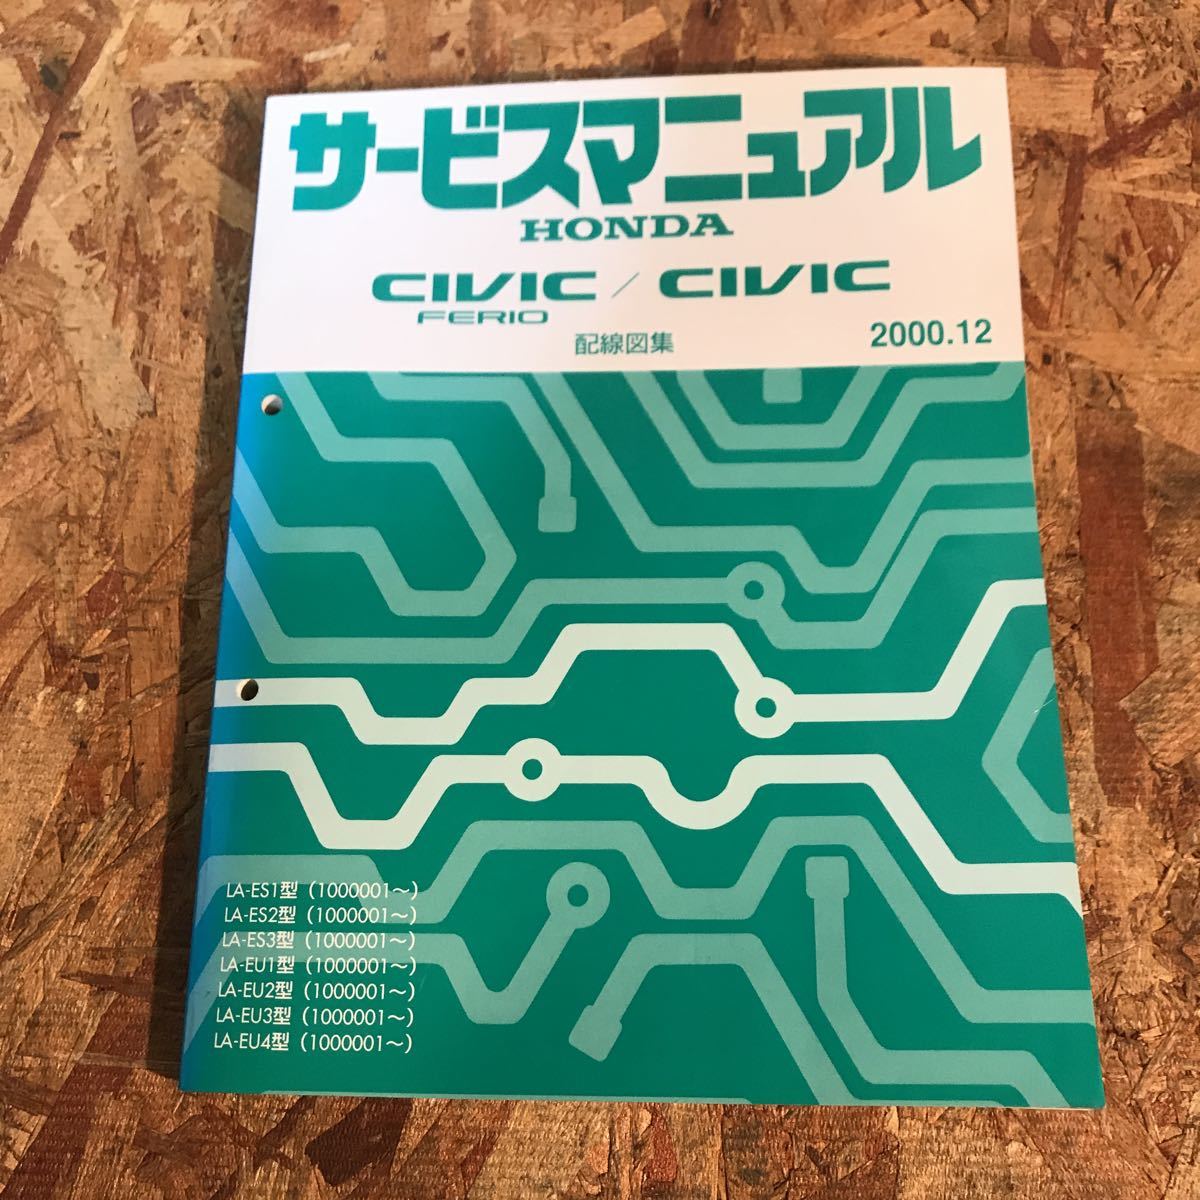 サービスマニュアル
HONDA
CIVIC / CIVIC
FERIO
配線図集 2000.12
LA-ES1型（1000001～）
LA-ES2型（1000001～）
LA-ES3型（1000001～）
LA-EU1型（1000001～）
LA-EU2型（1000001～）
LA-EU3型（1000001～）
LA-EU4型（1000001～）